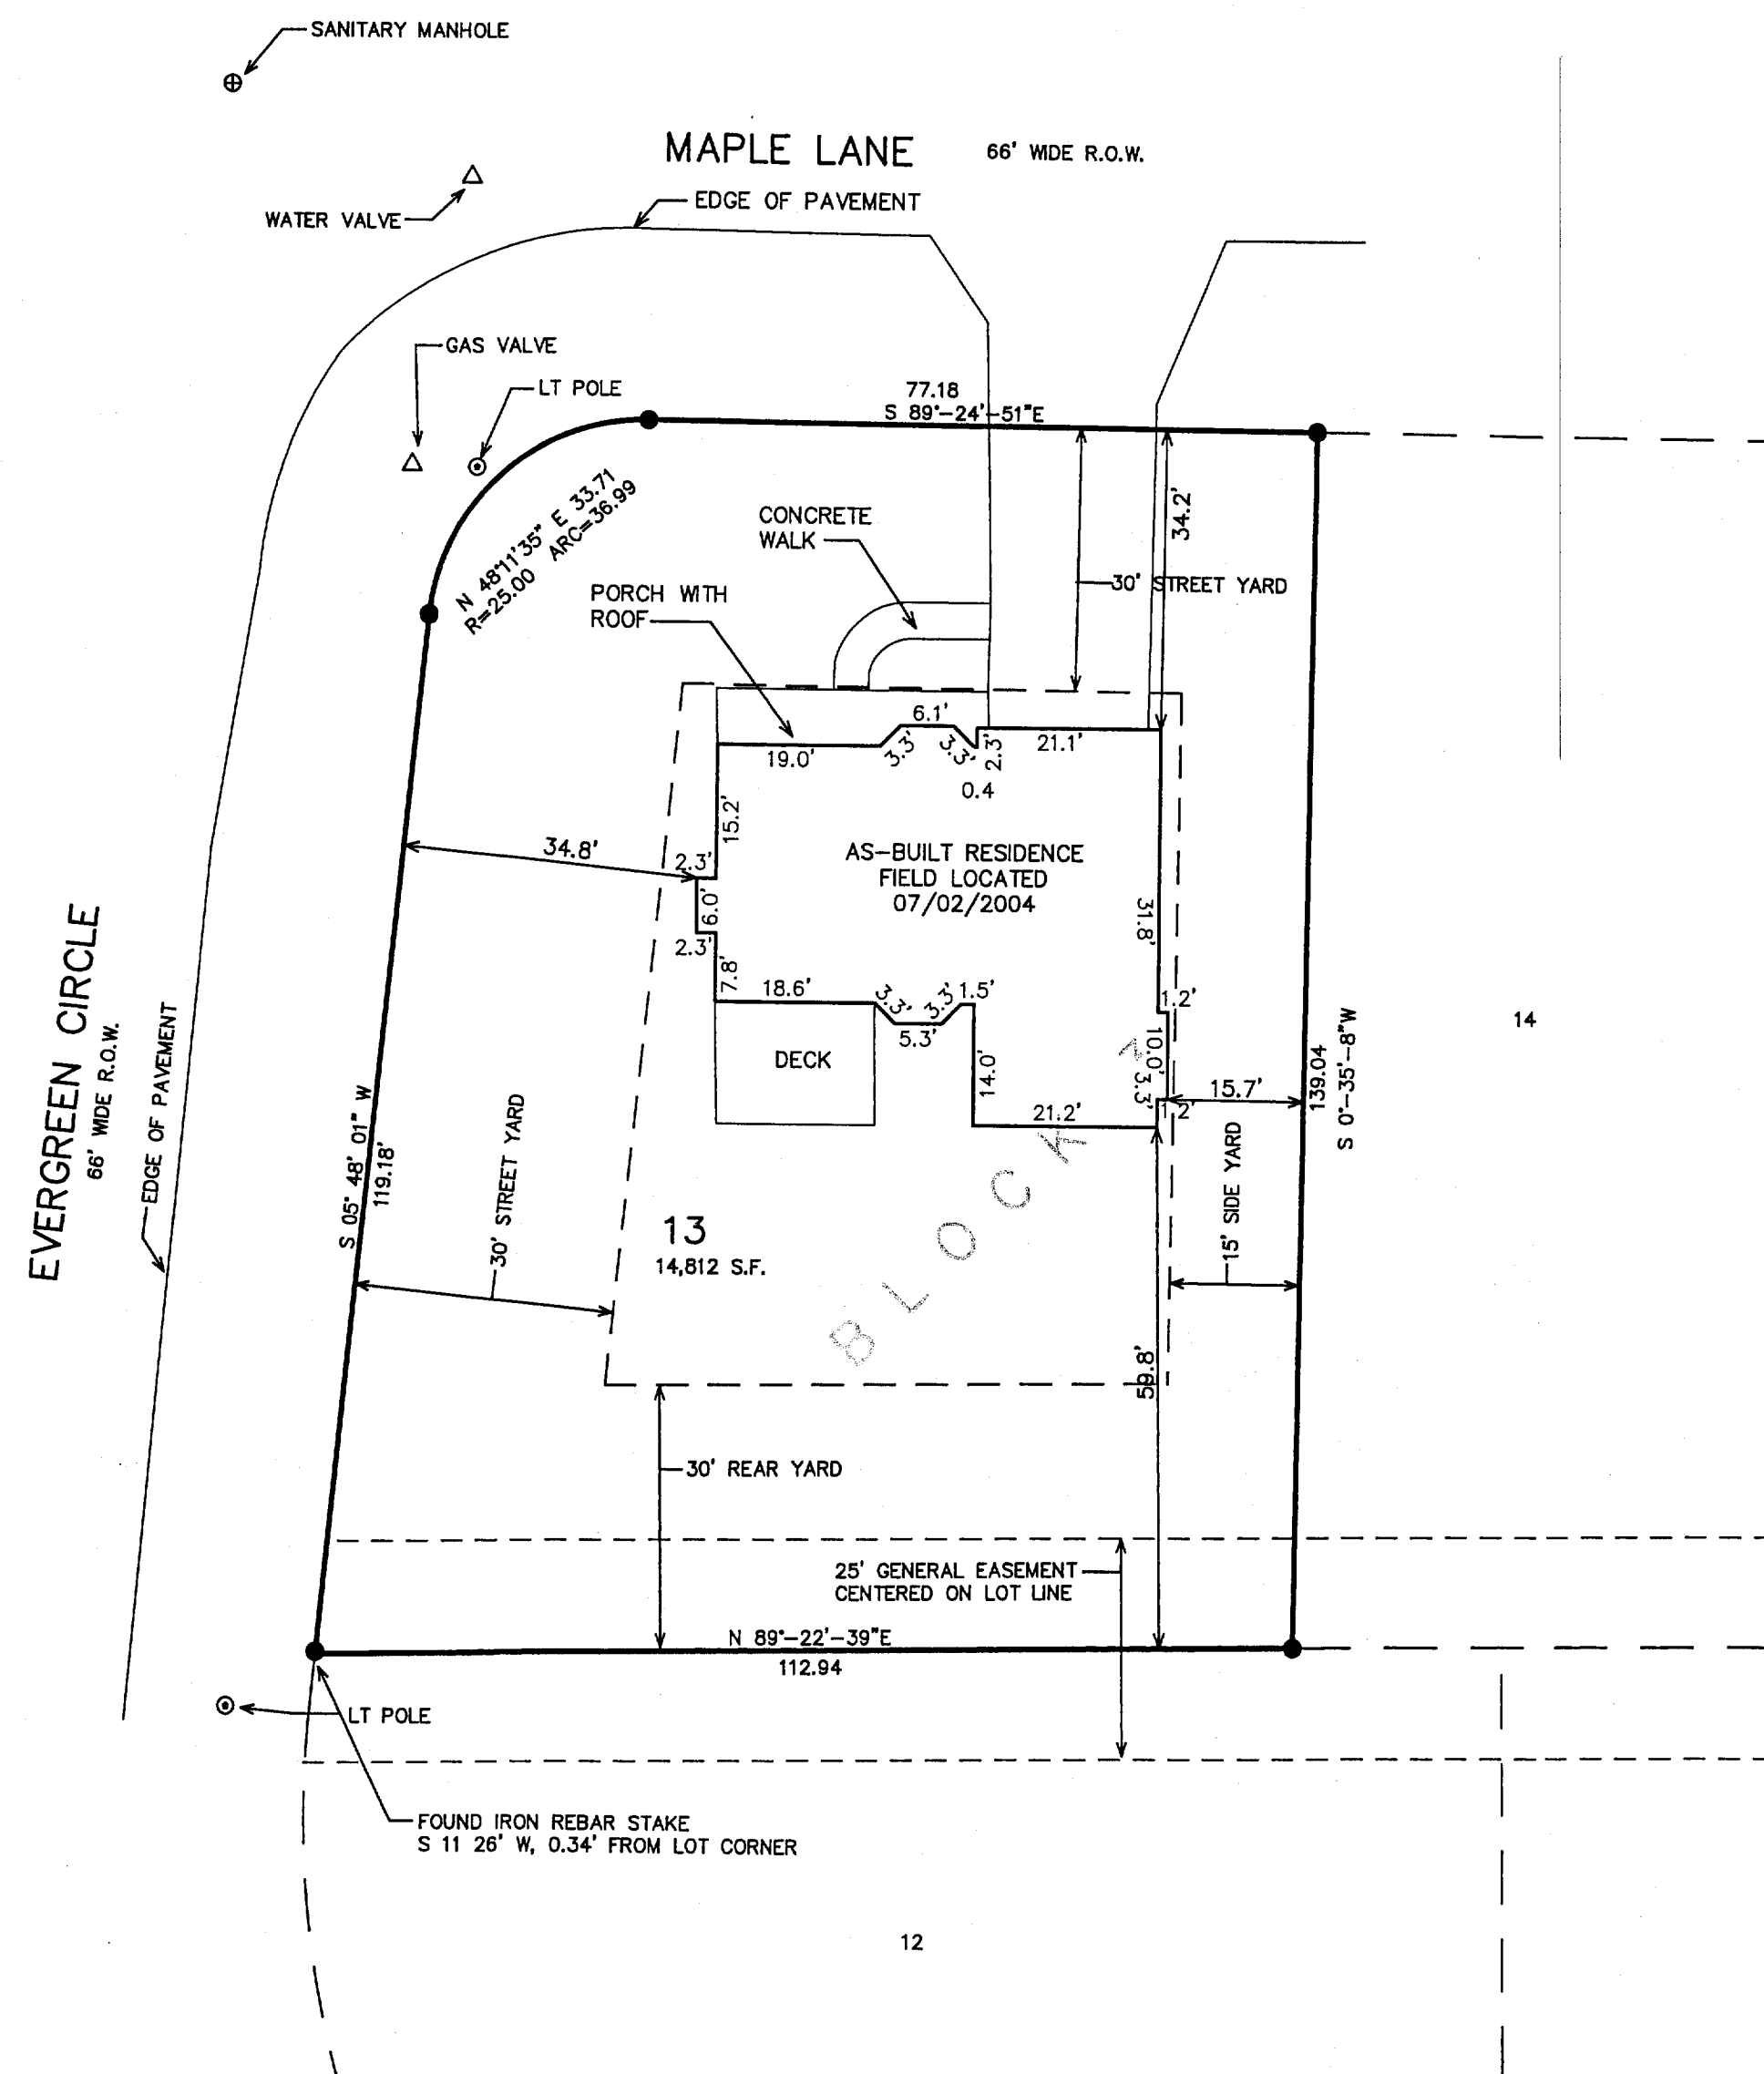 SANITARY MANHOLE
MAPLE LANE
66' WIDE R.O.W.
EDGE OF PAVEMENT
WATER VALVE
GAS VALVE
LT POLE
77.18
S 89°-24'-51"E
N 48°11'35" E 33.71
R=25.00 ARC=36.99
CONCRETE
WALK
34.2'
30' STREET YARD
PORCH WITH
ROOF
6.1'
3.3'
3.3'
2.3'
21.1'
19.0'
0.4
15.2'
34.8'
2.3'
AS-BUILT RESIDENCE
FIELD LOCATED
07/02/2004
6.0'
31.8'
2.3'
7.8'
18.6'
3.3'
3.3'
1.5'
5.3'
1.2'
DECK
14.0'
10.0'
3.3'
1.2'
15.7'
21.2'
139.04
S 0°-35'-8"W
14
EVERGREEN CIRCLE
66' WIDE R.O.W.
EDGE OF PAVEMENT
S 05° 48' 01" W
119.18'
30' STREET YARD
13
14,812 S.F.
BLOCK
15' SIDE YARD
59.8'
30' REAR YARD
25' GENERAL EASEMENT
CENTERED ON LOT LINE
N 89°-22'-39"E
112.94
LT POLE
FOUND IRON REBAR STAKE
S 11 26' W, 0.34' FROM LOT CORNER
12